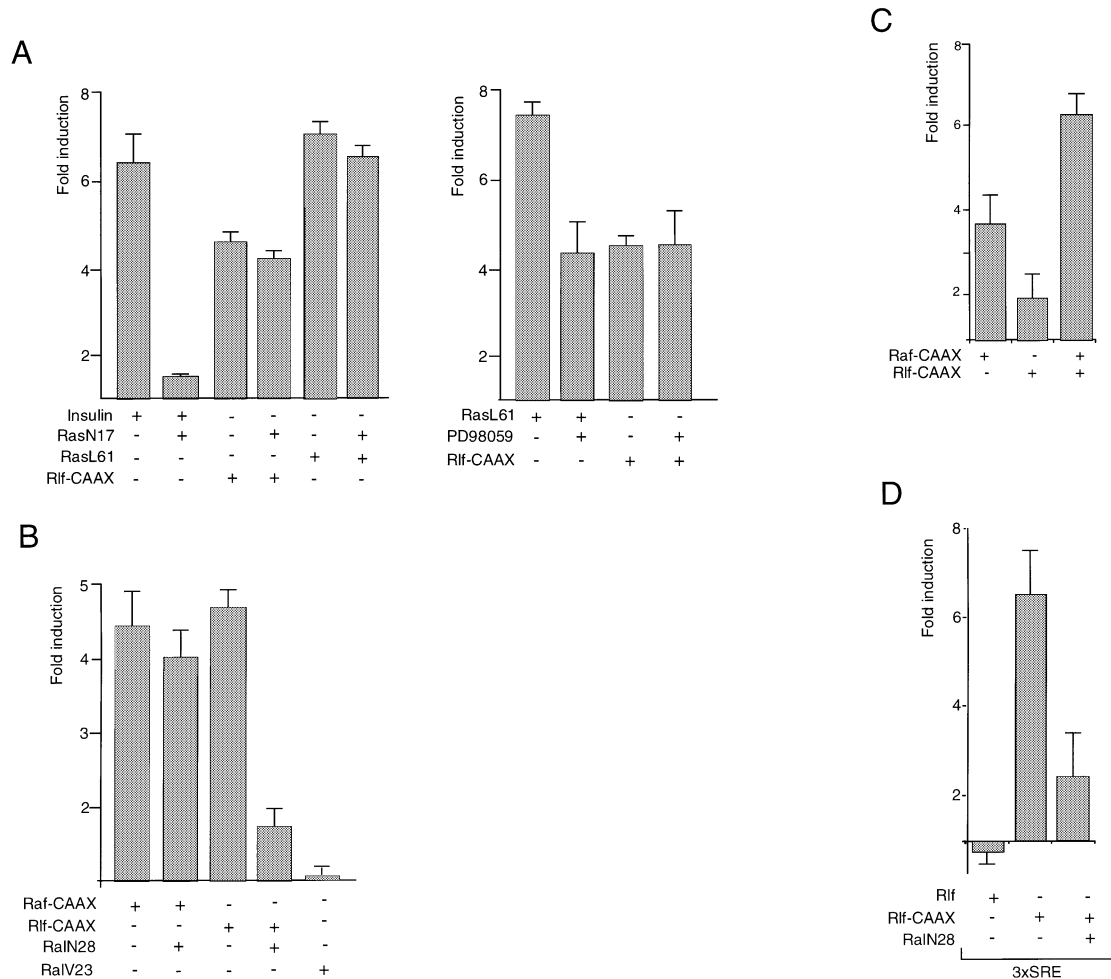 A
Fold induction
8
6
4
2
Insulin + + - - - -
RasN17 - + - + - +
RasL61 - - - - + +
Rlf-CAAX - - + + - -
Fold induction
8
6
4
2
RasL61 + + - -
PD98059 - + - +
Rlf-CAAX - - + +
B
Fold induction
5
4
3
2
Raf-CAAX + + - - -
Rlf-CAAX - - + + -
RalN28 - + - + -
RalV23 - - - - +
C
Fold induction
8
6
4
2
Raf-CAAX + - +
Rlf-CAAX - + +
D
Fold induction
8
6
4
2
Rlf + - -
Rlf-CAAX - + +
RalN28 - - +
3xSRE